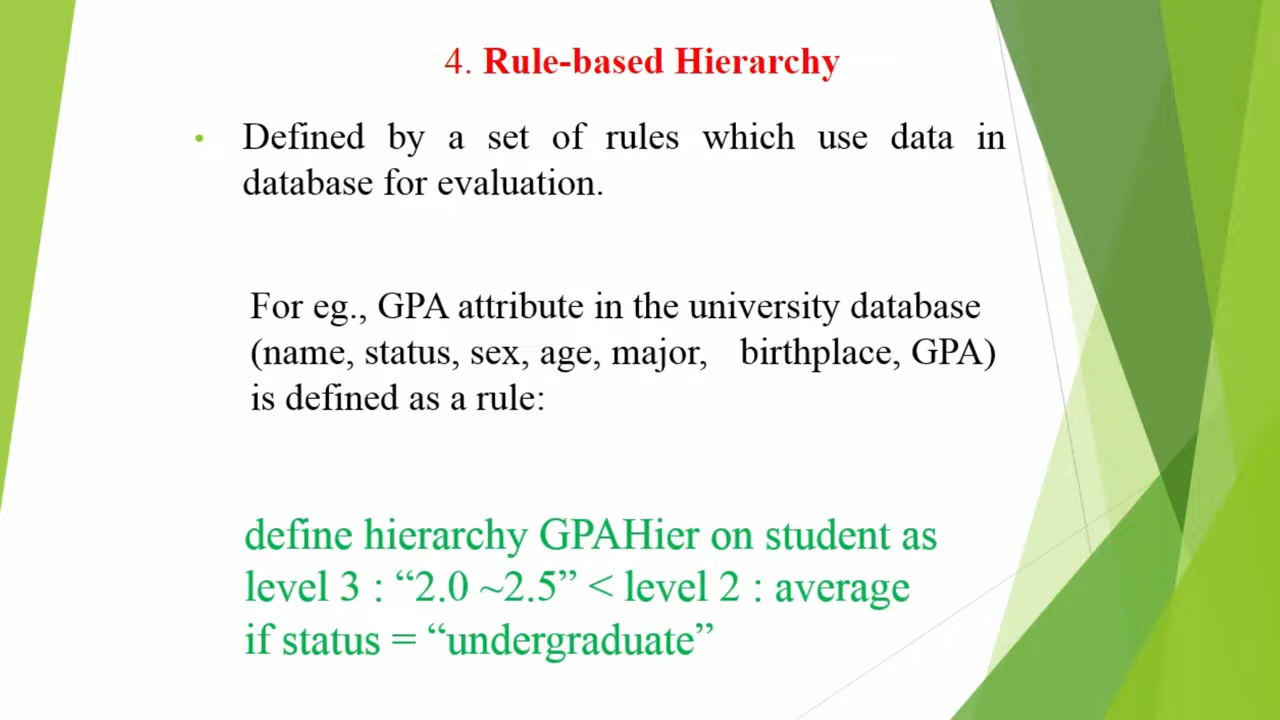 4. Rule-based Hierarchy
• Defined by a set of rules which use data in
database for evaluation.
For eg., GPA attribute in the university database
(name, status, sex, age, major, birthplace, GPA)
is defined as a rule:
define hierarchy GPAHier on student as
level 3 : “2.0 ~2.5” < level 2 : average
if status = “undergraduate”